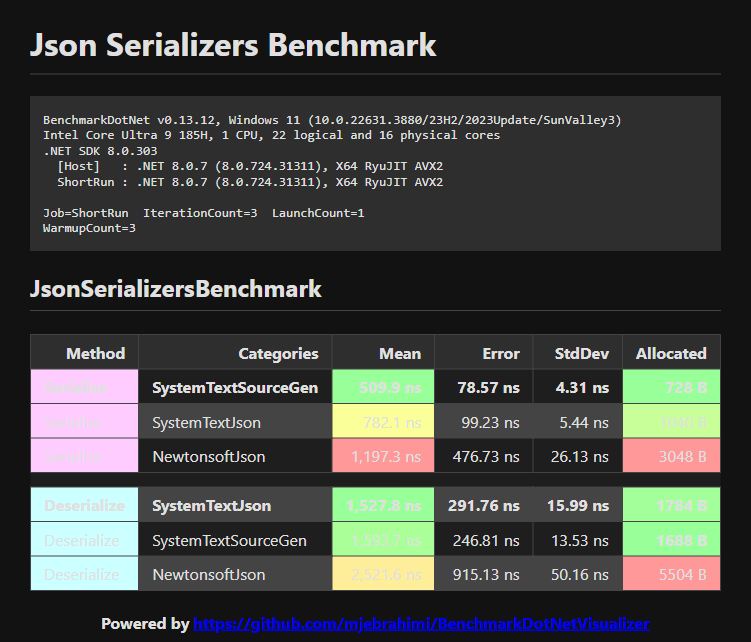 Json Serializers Benchmark
BenchmarkDotNet v0.13.12, Windows 11 (10.0.22631.3880/23H2/2023Update/SunValley3)
Intel Core Ultra 9 185H, 1 CPU, 22 logical and 16 physical cores
.NET SDK 8.0.303
[Host]   : .NET 8.0.7 (8.0.724.31311), X64 RyuJIT AVX2
ShortRun : .NET 8.0.7 (8.0.724.31311), X64 RyuJIT AVX2
Job=ShortRun  IterationCount=3  LaunchCount=1
WarmupCount=3
JsonSerializersBenchmark
Method Categories Mean Error StdDev Allocated
Serialize SystemTextSourceGen 509.9 ns 78.57 ns 4.31 ns 728 B
Serialize SystemTextJson 782.1 ns 99.23 ns 5.44 ns
Serialize NewtonsoftJson 1,197.3 ns 476.73 ns 26.13 ns 3048 B
Deserialize SystemTextJson 1,527.8 ns 291.76 ns 15.99 ns 1784 B
Deserialize SystemTextSourceGen 1,593.7 ns 246.81 ns 13.53 ns 1688 B
Deserialize NewtonsoftJson 2,521.6 ns 915.13 ns 50.16 ns 5504 B
Powered by https://github.com/mjebrahimi/BenchmarkDotNetVisualizer